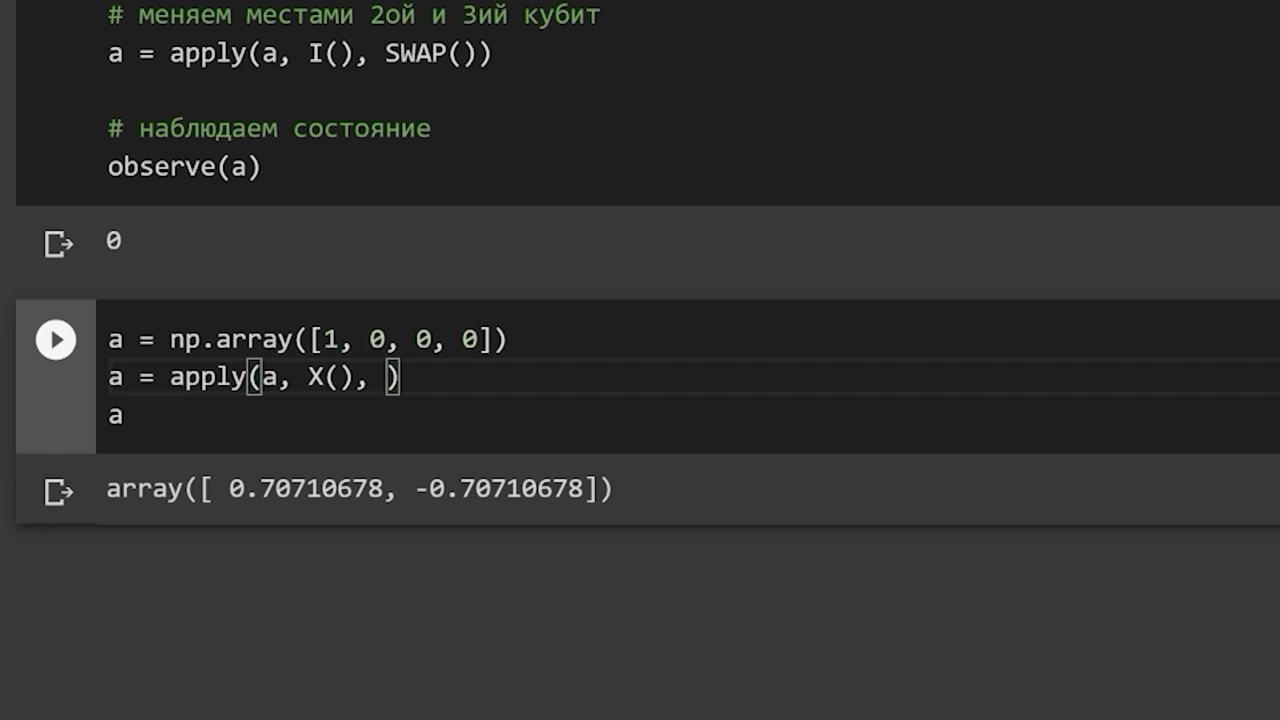 # меняем местами 2ой и 3ий кубит
a = apply(a, I(), SWAP())
# наблюдаем состояние
observe(a)
0
a = np.array([1, 0, 0, 0])
a = apply(a, X(), )
a
array([ 0.70710678, -0.70710678])